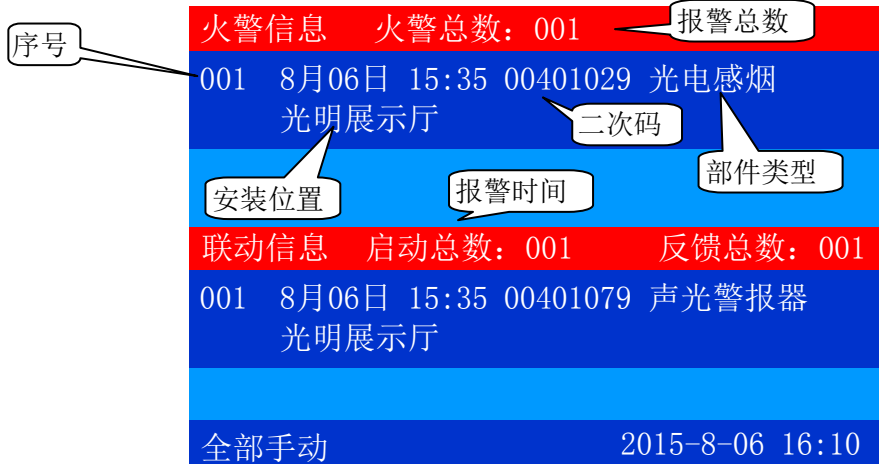 火警信息 火警总数：001
报警总数
序号
001 8月06日 15:35 00401029 光电感烟
光明展示厅
二次码
部件类型
安装位置
报警时间
联动信息 启动总数：001 反馈总数：001
001 8月06日 15:35 00401079 声光警报器
光明展示厅
全部手动 2015-8-06 16:10